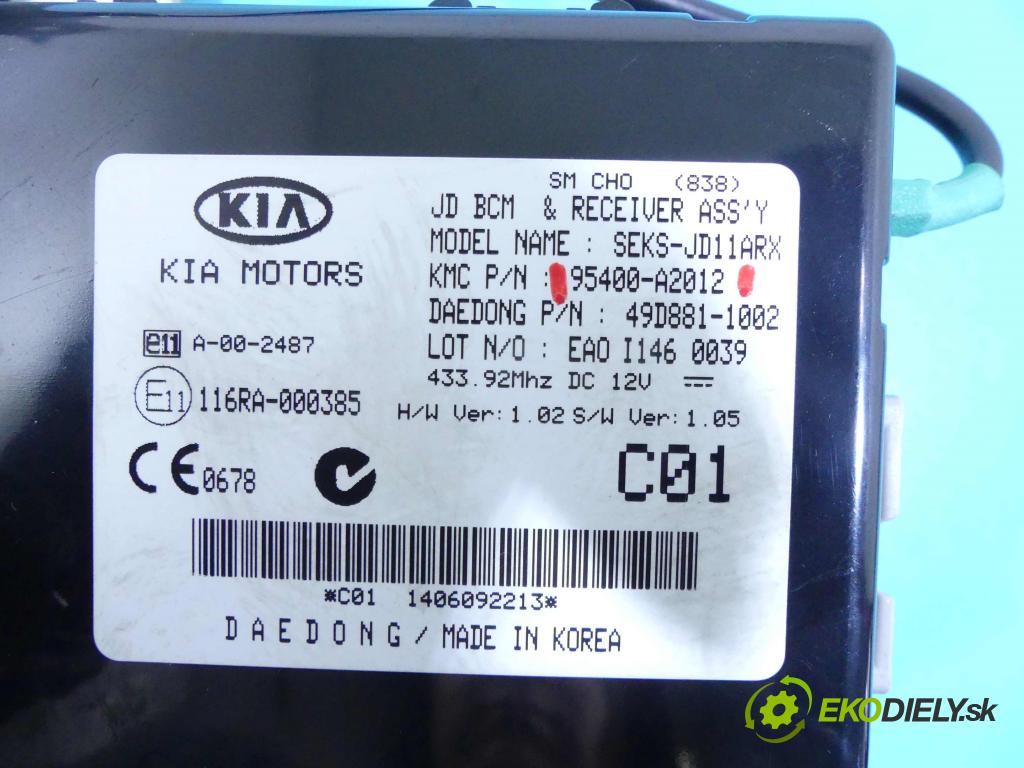 SM CHO (838)
KIA
JD BCM & RECEIVER ASS'Y
MODEL NAME : SEKS-JD11ARX
KIA MOTORS
KMC P/N : 95400-A2012
DAEDONG P/N : 49D881-1002
e11 A-00-2487
LOT N/O : EAO I146 0039
433.92Mhz DC 12V
E11 116RA-000385
H/W Ver: 1.02 S/W Ver: 1.05
CE 0678
C01
*C01 1406092213*
DAEDONG / MADE IN KOREA
EKODIELY.sk